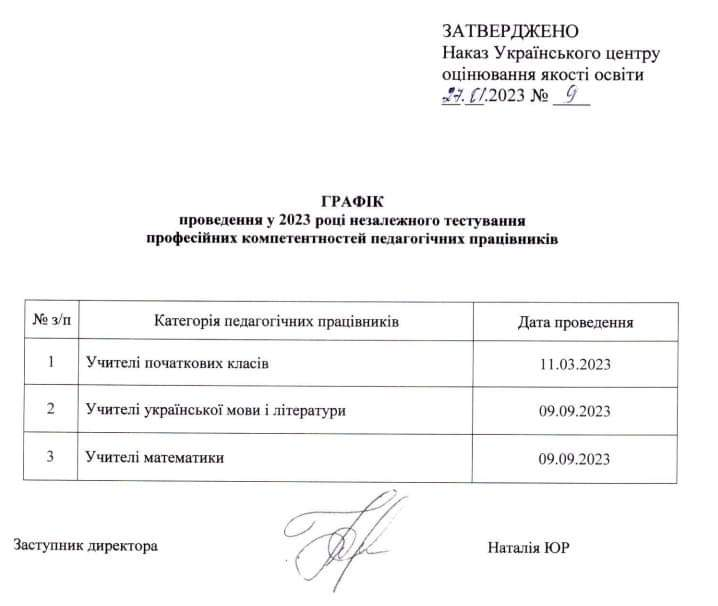 ЗАТВЕРДЖЕНО
Наказ Українського центру
оцінювання якості освіти
27.01.2023 № 9
ГРАФІК
проведення у 2023 році незалежного тестування
професійних компетентностей педагогічних працівників
№ з/п Категорія педагогічних працівників Дата проведення
1 Учителі початкових класів 11.03.2023
2 Учителі української мови і літератури 09.09.2023
3 Учителі математики 09.09.2023
Заступник директора Наталія ЮР